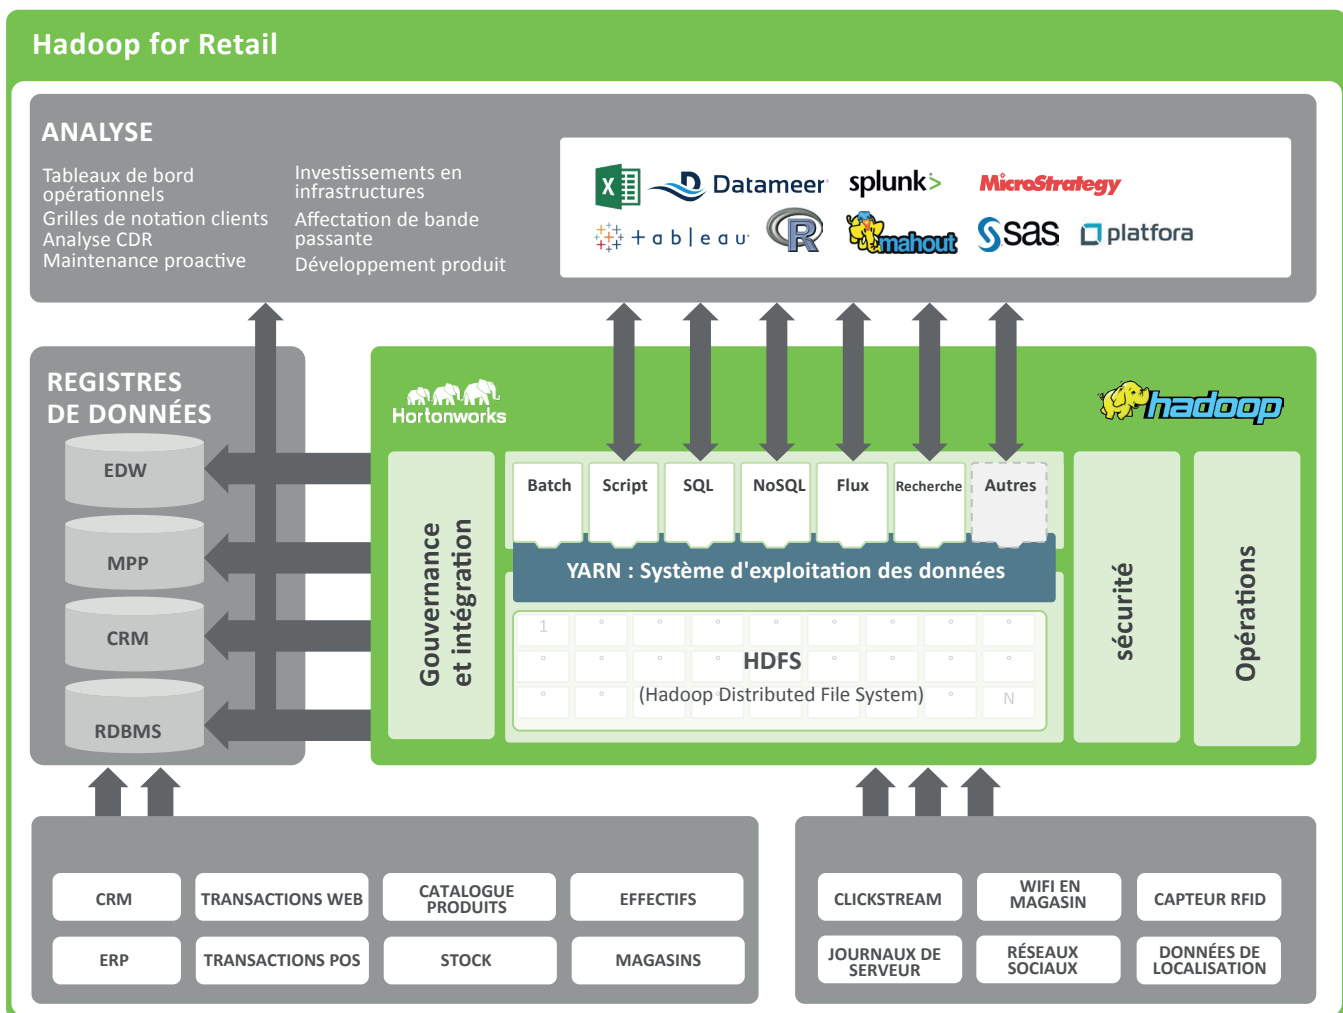 Hadoop for Retail
ANALYSE
Tableaux de bord
opérationnels
Grilles de notation clients
Analyse CDR
Maintenance proactive
Investissements en
infrastructures
Affectation de bande
passante
Développement produit
X Datameer splunk> MicroStrategy
+ableau R mahout sas platfora
REGISTRES
DE DONNÉES
EDW
MPP
CRM
RDBMS
Hortonworks
hadoop
Gouvernance
et intégration
Batch
Script
SQL
NoSQL
Flux
Recherche
Autres
YARN : Système d'exploitation des données
1
HDFS
(Hadoop Distributed File System)
N
sécurité
Opérations
CRM
TRANSACTIONS WEB
CATALOGUE
PRODUITS
EFFECTIFS
ERP
TRANSACTIONS POS
STOCK
MAGASINS
CLICKSTREAM
WIFI EN
MAGASIN
CAPTEUR RFID
JOURNAUX DE
SERVEUR
RÉSEAUX
SOCIAUX
DONNÉES DE
LOCALISATION